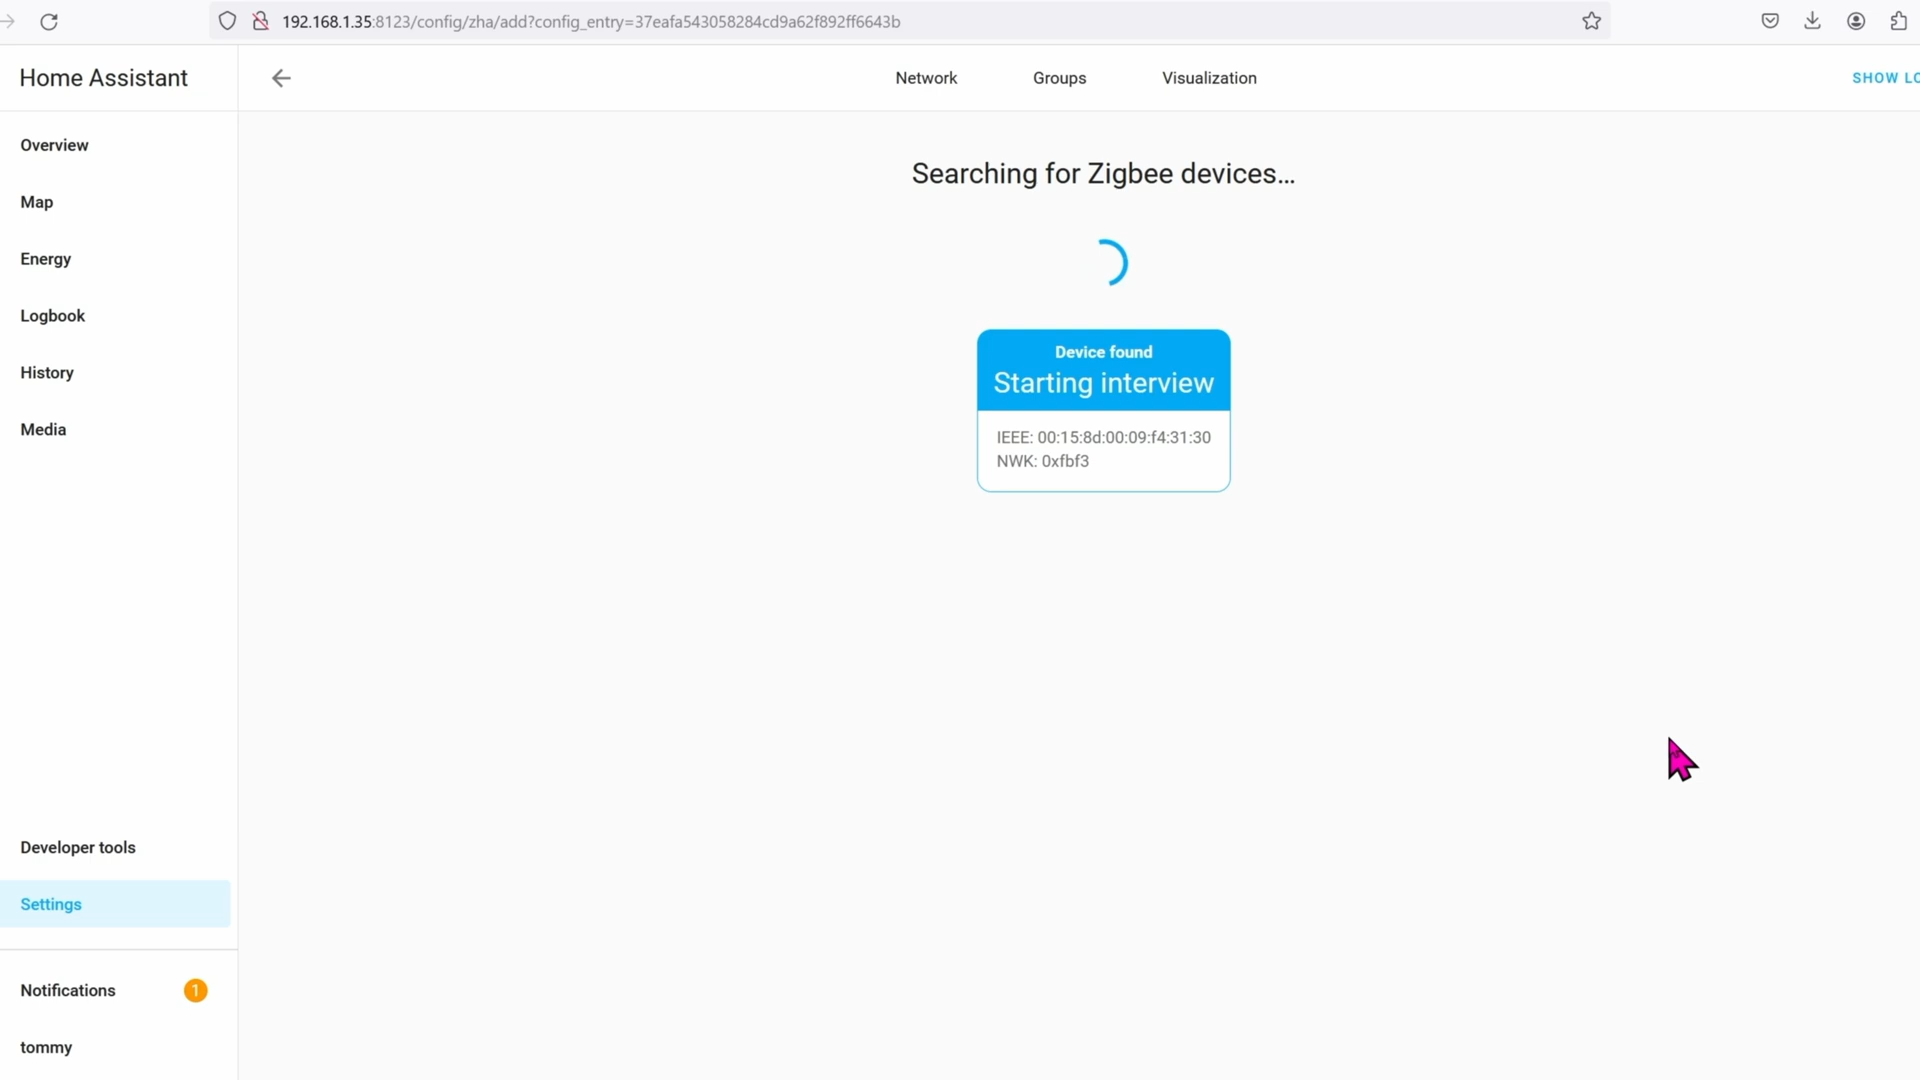 192.168.1.35:8123/config/zha/add?config_entry=37eafa543058284cd9a62f892ff6643b
Home Assistant
Network
Groups
Visualization
SHOW LO
Overview
Map
Energy
Logbook
History
Media
Searching for Zigbee devices...
Device found
Starting interview
IEEE: 00:15:8d:00:09:f4:31:30
NWK: 0xfbf3
Developer tools
Settings
Notifications
1
tommy